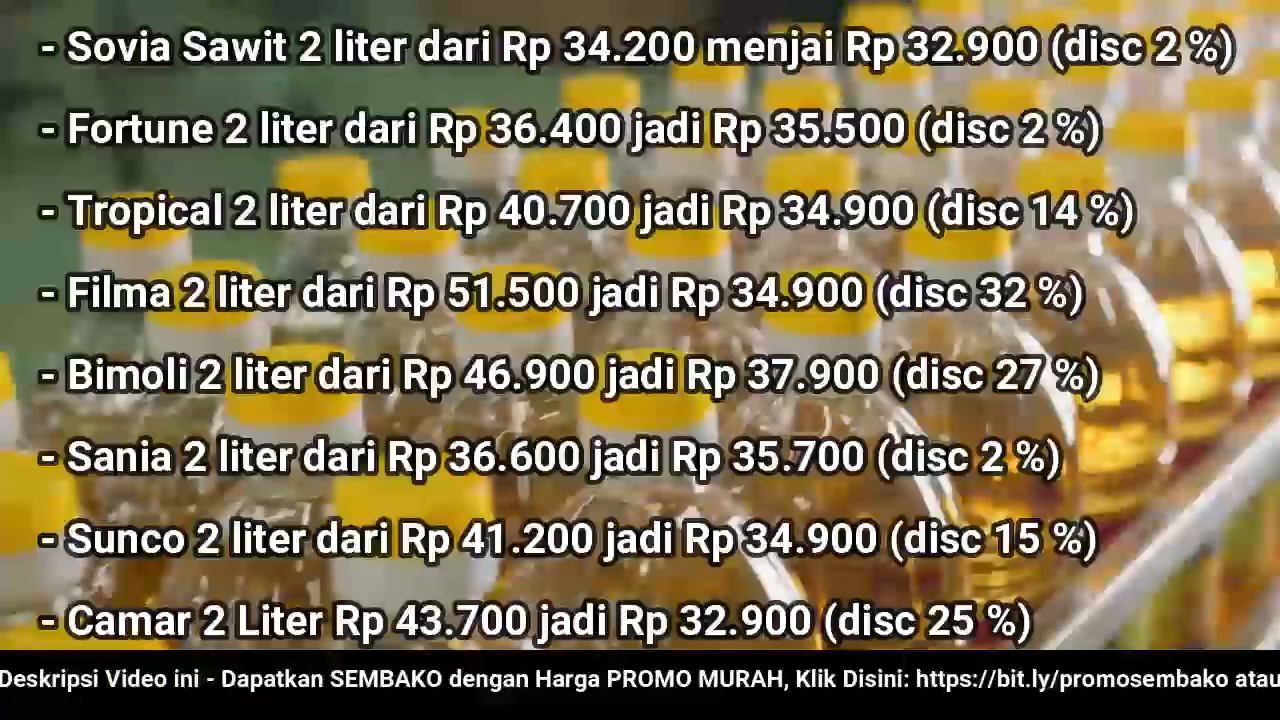 - Sovia Sawit 2 liter dari Rp 34.200 menjai Rp 32.900 (disc 2 %)
- Fortune 2 liter dari Rp 36.400 jadi Rp 35.500 (disc 2 %)
- Tropical 2 liter dari Rp 40.700 jadi Rp 34.900 (disc 14 %)
- Filma 2 liter dari Rp 51.500 jadi Rp 34.900 (disc 32 %)
- Bimoli 2 liter dari Rp 46.900 jadi Rp 37.900 (disc 27 %)
- Sania 2 liter dari Rp 36.600 jadi Rp 35.700 (disc 2 %)
- Sunco 2 liter dari Rp 41.200 jadi Rp 34.900 (disc 15 %)
- Camar 2 Liter Rp 43.700 jadi Rp 32.900 (disc 25 %)
Deskripsi Video ini - Dapatkan SEMBAKO dengan Harga PROMO MURAH, Klik Disini: https://bit.ly/promosembako atau